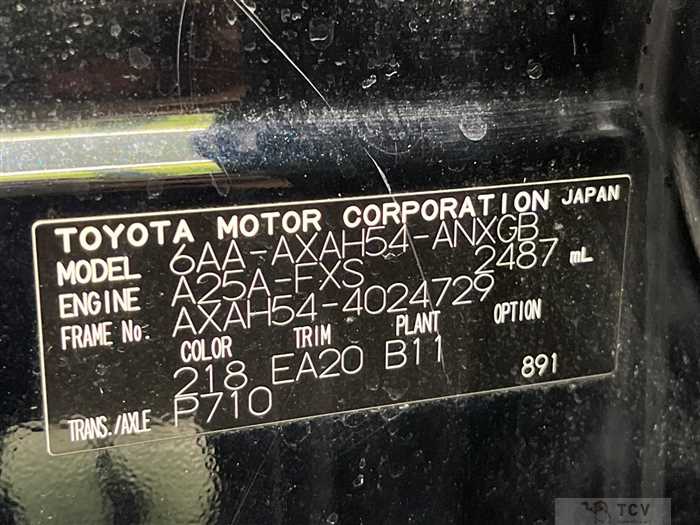 TOYOTA MOTOR CORPORATION JAPAN
MODEL 6AA-AXAH54-ANXGB
ENGINE A25A-FXS 2487 mL
FRAME No. AXAH54-4024729
COLOR TRIM PLANT OPTION
218 EA20 B11 891
TRANS./AXLE P710
TCV